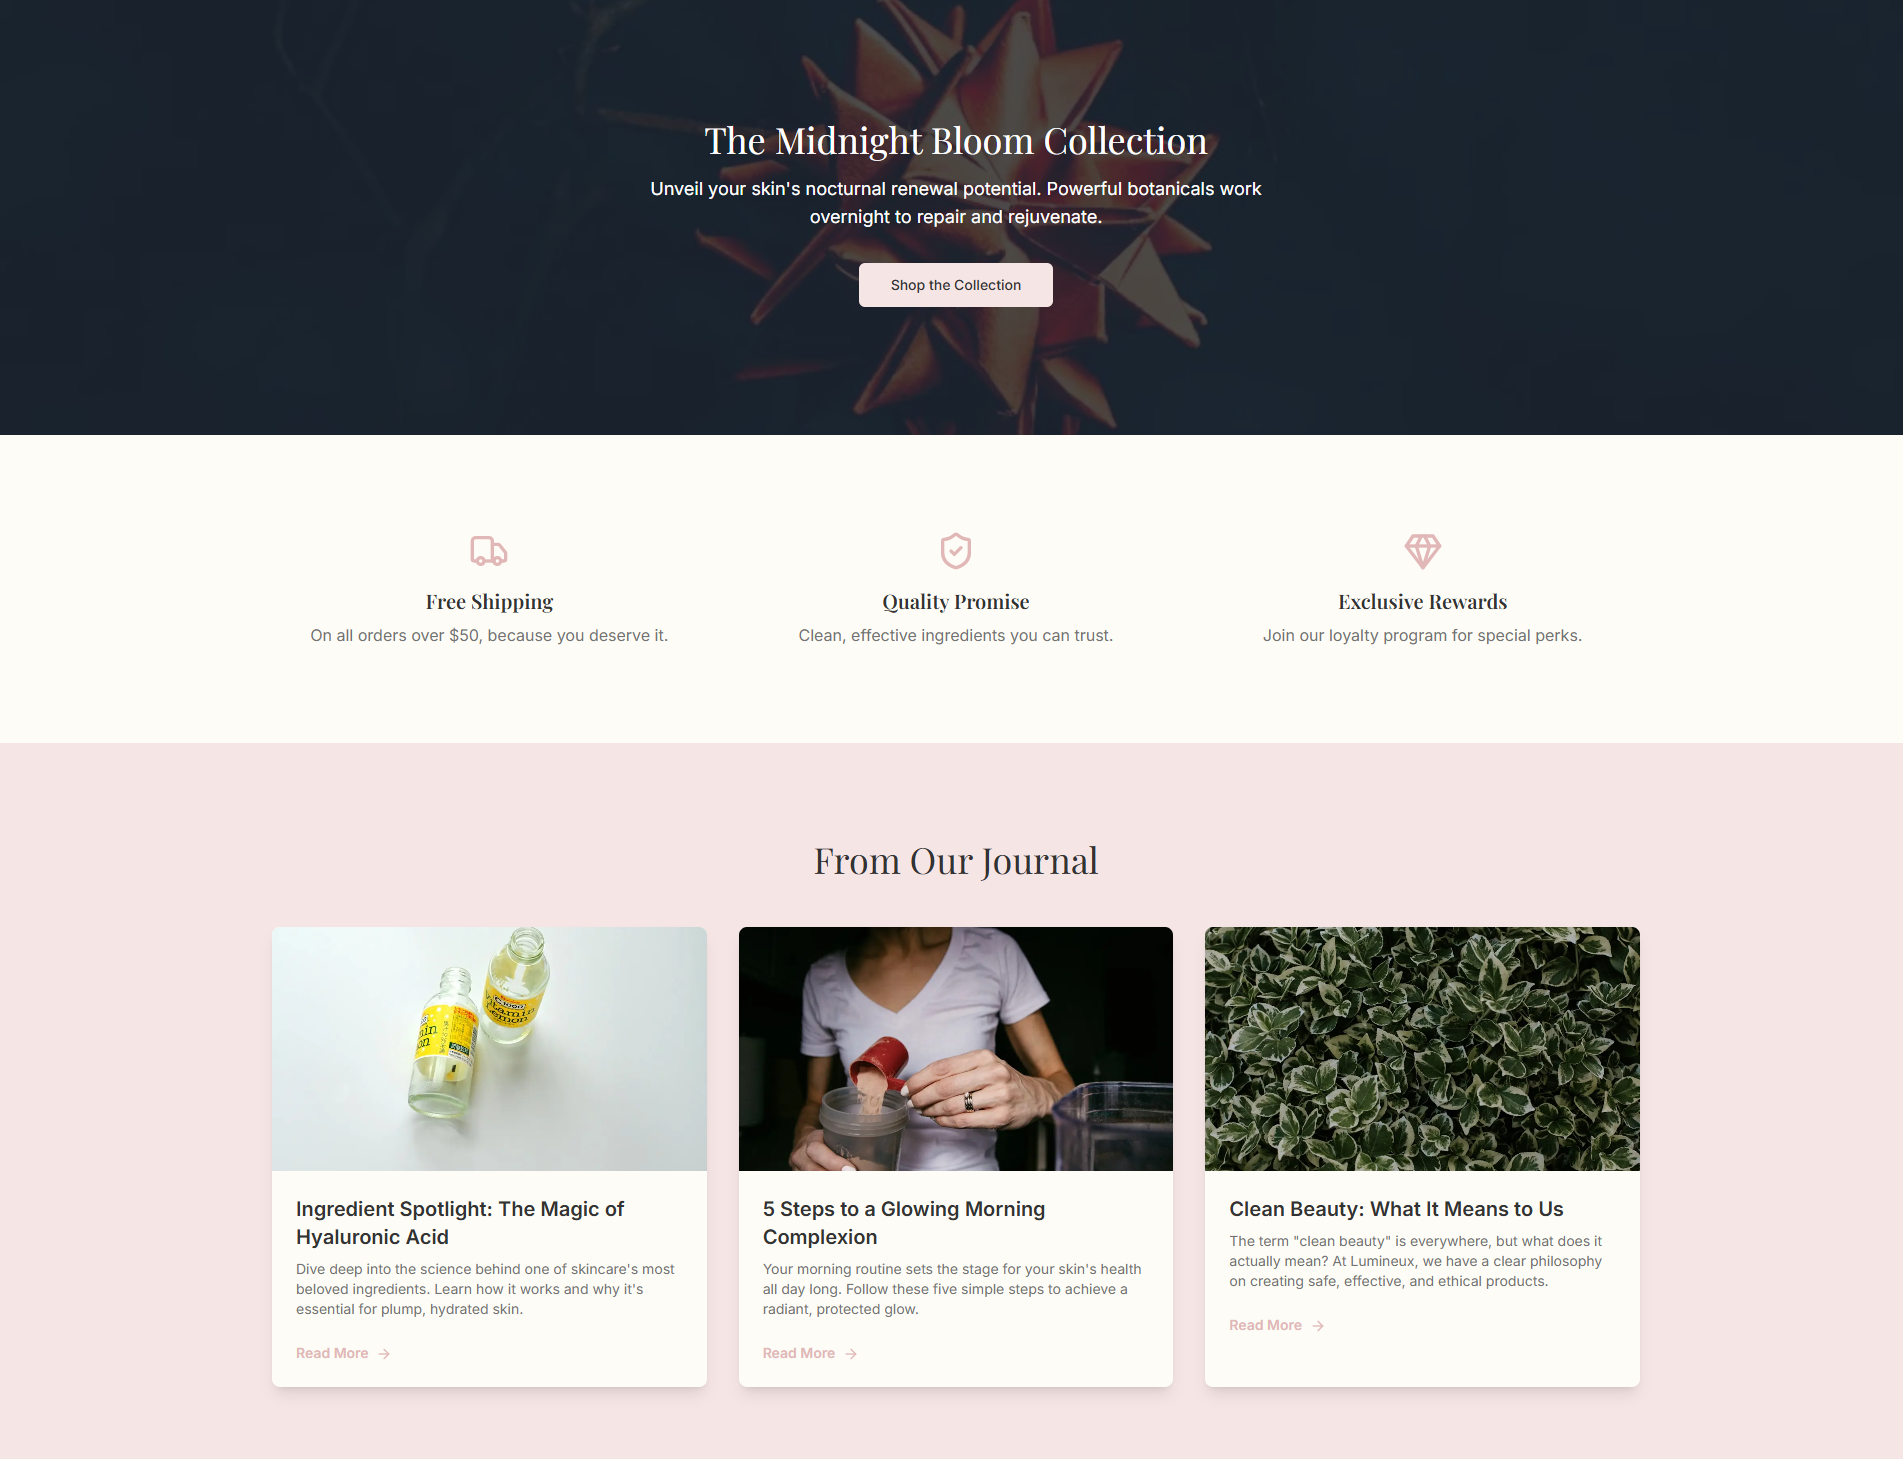 The Midnight Bloom Collection
Unveil your skin's nocturnal renewal potential. Powerful botanicals work
overnight to repair and rejuvenate.
Shop the Collection
Free Shipping
On all orders over $50, because you deserve it.
Quality Promise
Clean, effective ingredients you can trust.
Exclusive Rewards
Join our loyalty program for special perks.
From Our Journal
Vitamin
Lemon
Ingredient Spotlight: The Magic of
Hyaluronic Acid
Dive deep into the science behind one of skincare's most
beloved ingredients. Learn how it works and why it's
essential for plump, hydrated skin.
Read More
5 Steps to a Glowing Morning
Complexion
Your morning routine sets the stage for your skin's health
all day long. Follow these five simple steps to achieve a
radiant, protected glow.
Read More
Clean Beauty: What It Means to Us
The term "clean beauty" is everywhere, but what does it
actually mean? At Lumineux, we have a clear philosophy
on creating safe, effective, and ethical products.
Read More